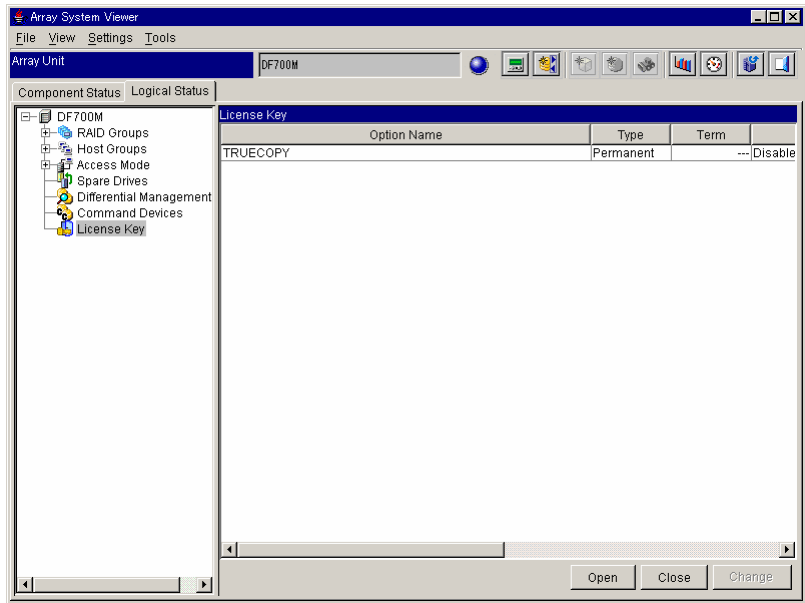 Array System Viewer
File View Settings Tools
Array Unit
DF700M
Component Status Logical Status
DF700M
RAID Groups
Host Groups
Access Mode
Spare Drives
Differential Management
Command Devices
License Key
License Key
Option Name Type Term
TRUECOPY Permanent --- Disable
Open Close Change